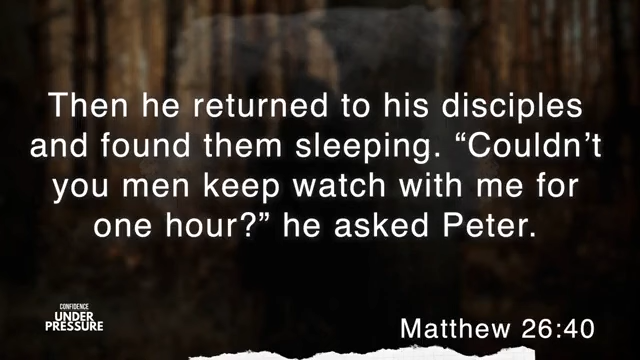 Then he returned to his disciples
and found them sleeping. “Couldn’t
you men keep watch with me for
one hour?” he asked Peter.
CONFIDENCE
UNDER
PRESSURE
Matthew 26:40